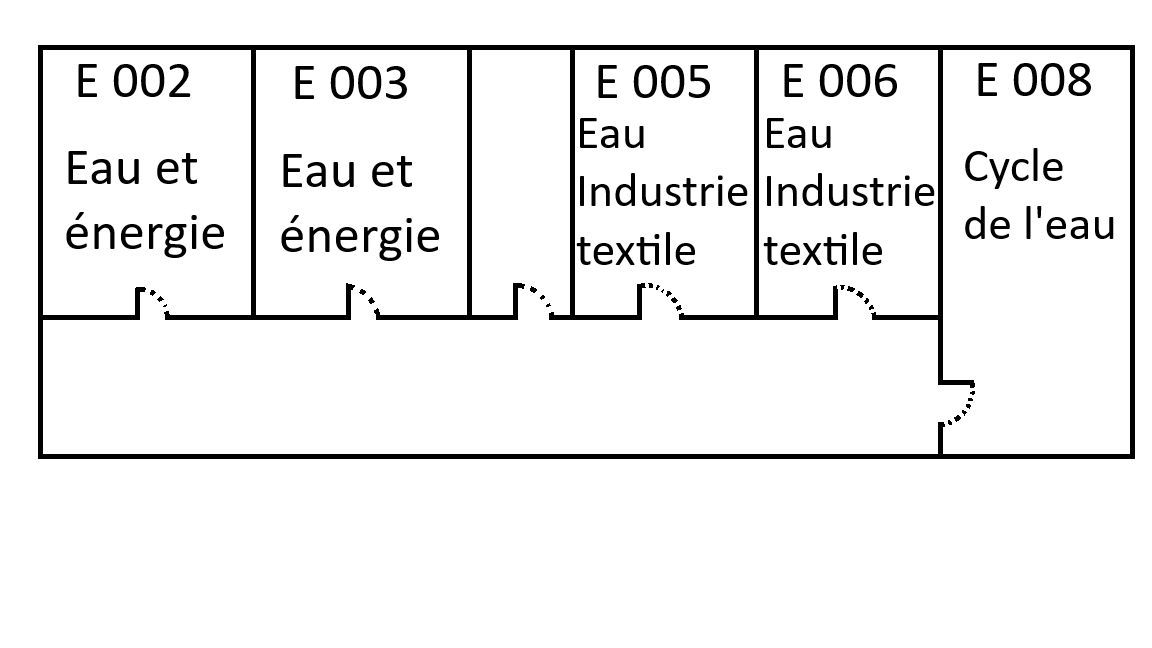 E 002
Eau et
énergie
E 003
Eau et
énergie
E 005
Eau
Industrie
textile
E 006
Eau
Industrie
textile
E 008
Cycle
de l'eau